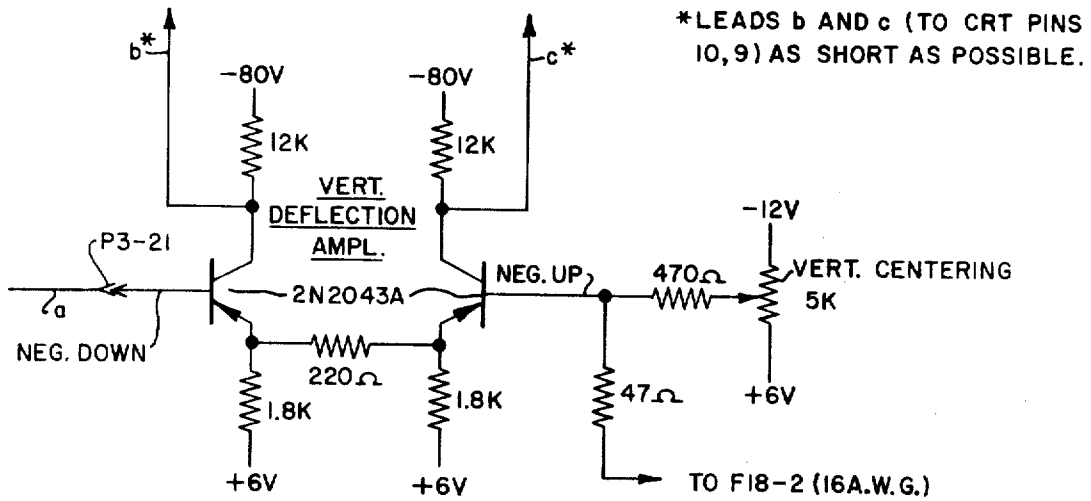 *LEADS b AND c (TO CRT PINS
10,9) AS SHORT AS POSSIBLE.
b*
c*
-80V
-80V
12K
12K
VERT.
DEFLECTION
AMPL.
-12V
P3-21
NEG. UP
470Ω
VERT. CENTERING
5K
2N2043A
a
NEG. DOWN
220Ω
1.8K
1.8K
47Ω
+6V
+6V
+6V
TO F18-2 (16A.W.G.)